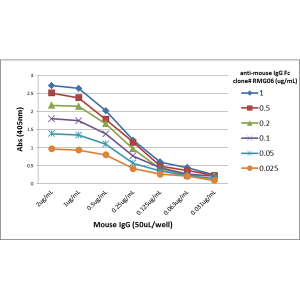 anti-mouse IgG Fc
clone# RMG06 (ug/mL)
3
2.5
2
1.5
1
0.5
0
Abs (405nm)
1
0.5
0.2
0.1
0.05
0.025
2ug/mL
1ug/mL
0.5ug/mL
0.25ug/mL
0.125ug/mL
0.063ug/mL
0.031ug/mL
Mouse IgG (50uL/well)